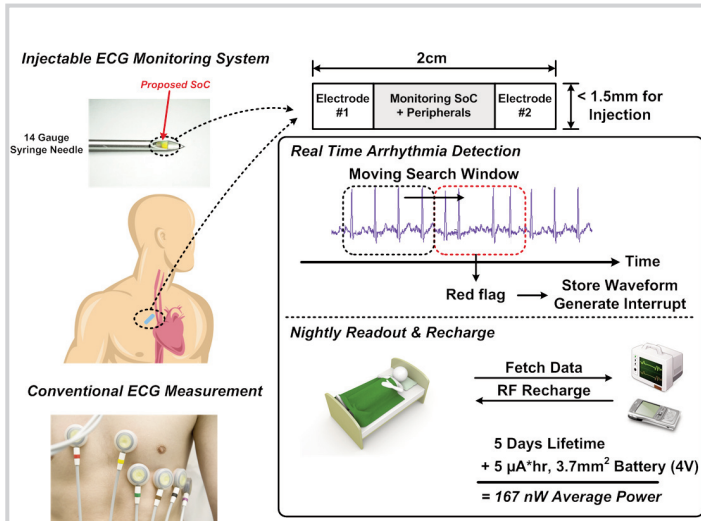 Injectable ECG Monitoring System
Proposed SoC
14 Gauge
Syringe Needle
2cm
Electrode
#1
Monitoring SoC
+ Peripherals
Electrode
#2
< 1.5mm for
Injection
Real Time Arrhythmia Detection
Moving Search Window
Time
Red flag
Store Waveform
Generate Interrupt
Nightly Readout & Recharge
Fetch Data
RF Recharge
5 Days Lifetime
+ 5 µA*hr, 3.7mm² Battery (4V)
= 167 nW Average Power
Conventional ECG Measurement